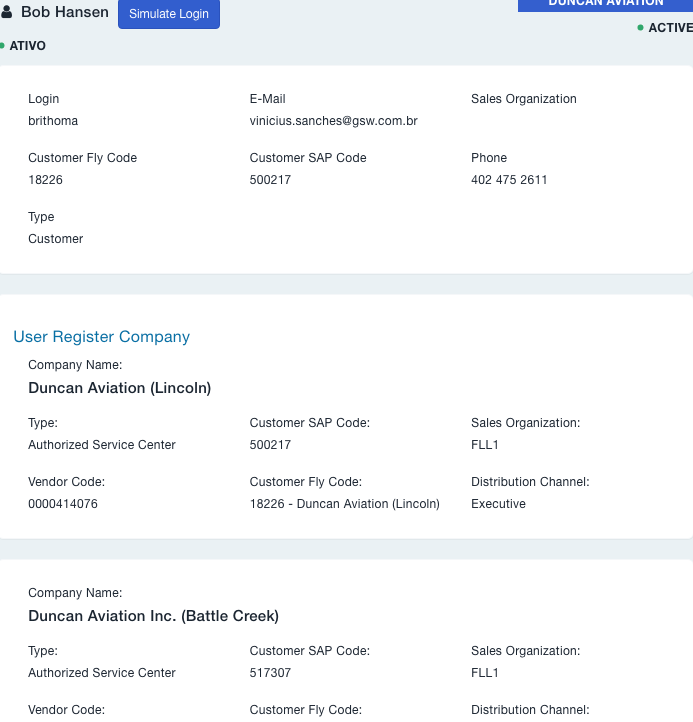 Bob Hansen
Simulate Login
DUNCAN AVIATION
ACTIVE
ATIVO
Login
E-Mail
Sales Organization
brithoma
vinicius.sanches@gsw.com.br
Customer Fly Code
Customer SAP Code
Phone
18226
500217
402 475 2611
Type
Customer
User Register Company
Company Name:
Duncan Aviation (Lincoln)
Type:
Customer SAP Code:
Sales Organization:
Authorized Service Center
500217
FLL1
Vendor Code:
Customer Fly Code:
Distribution Channel:
0000414076
18226 - Duncan Aviation (Lincoln)
Executive
Company Name:
Duncan Aviation Inc. (Battle Creek)
Type:
Customer SAP Code:
Sales Organization:
Authorized Service Center
517307
FLL1
Vendor Code:
Customer Fly Code:
Distribution Channel: